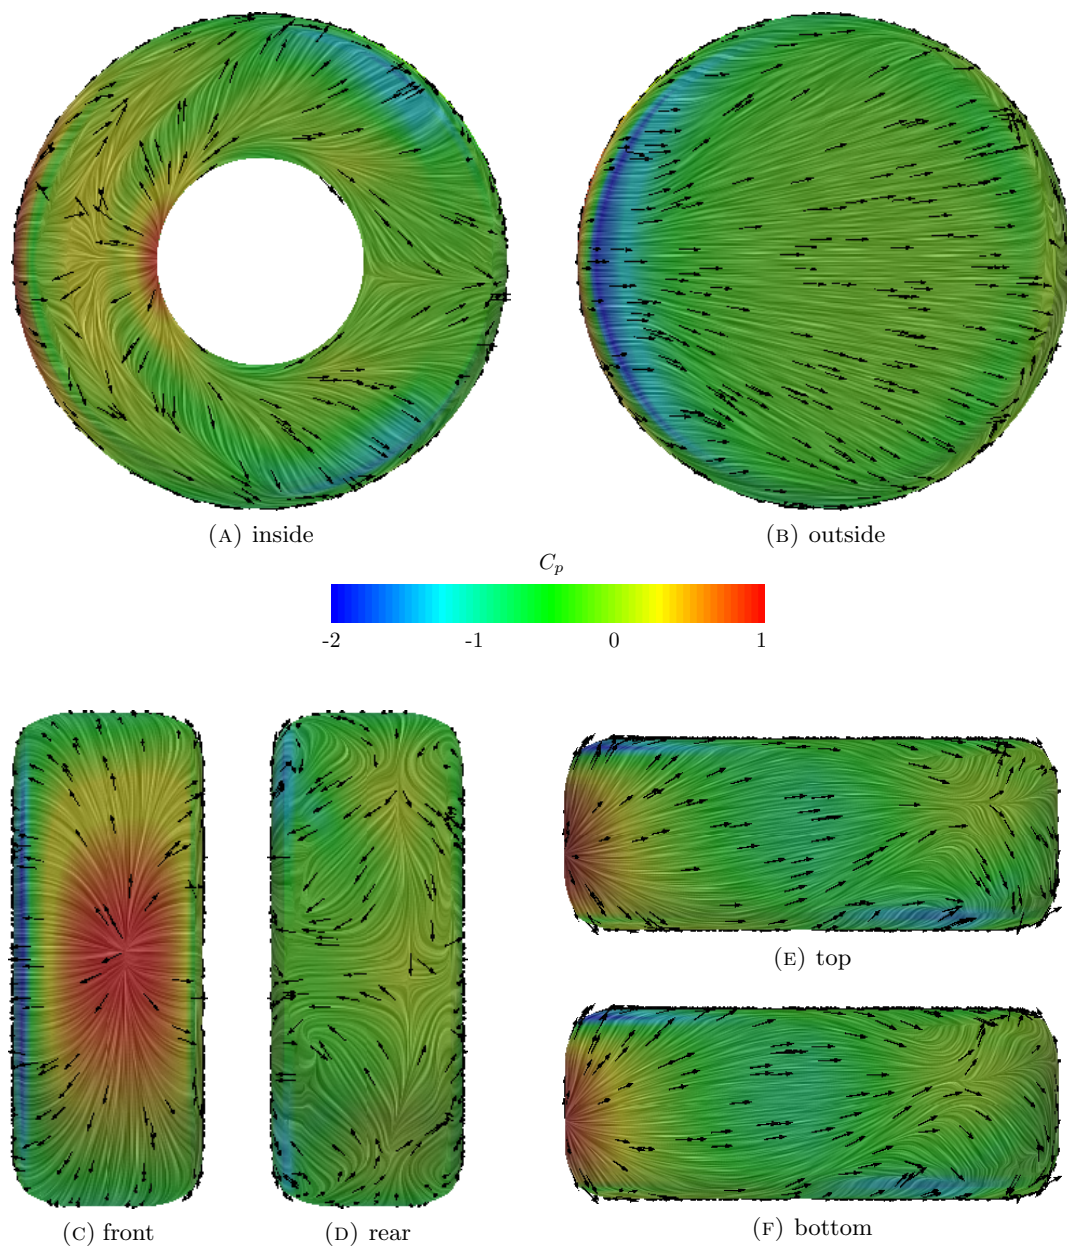 (A) inside
(B) outside
C_p
-2 -1 0 1
(C) front
(D) rear
(E) top
(F) bottom